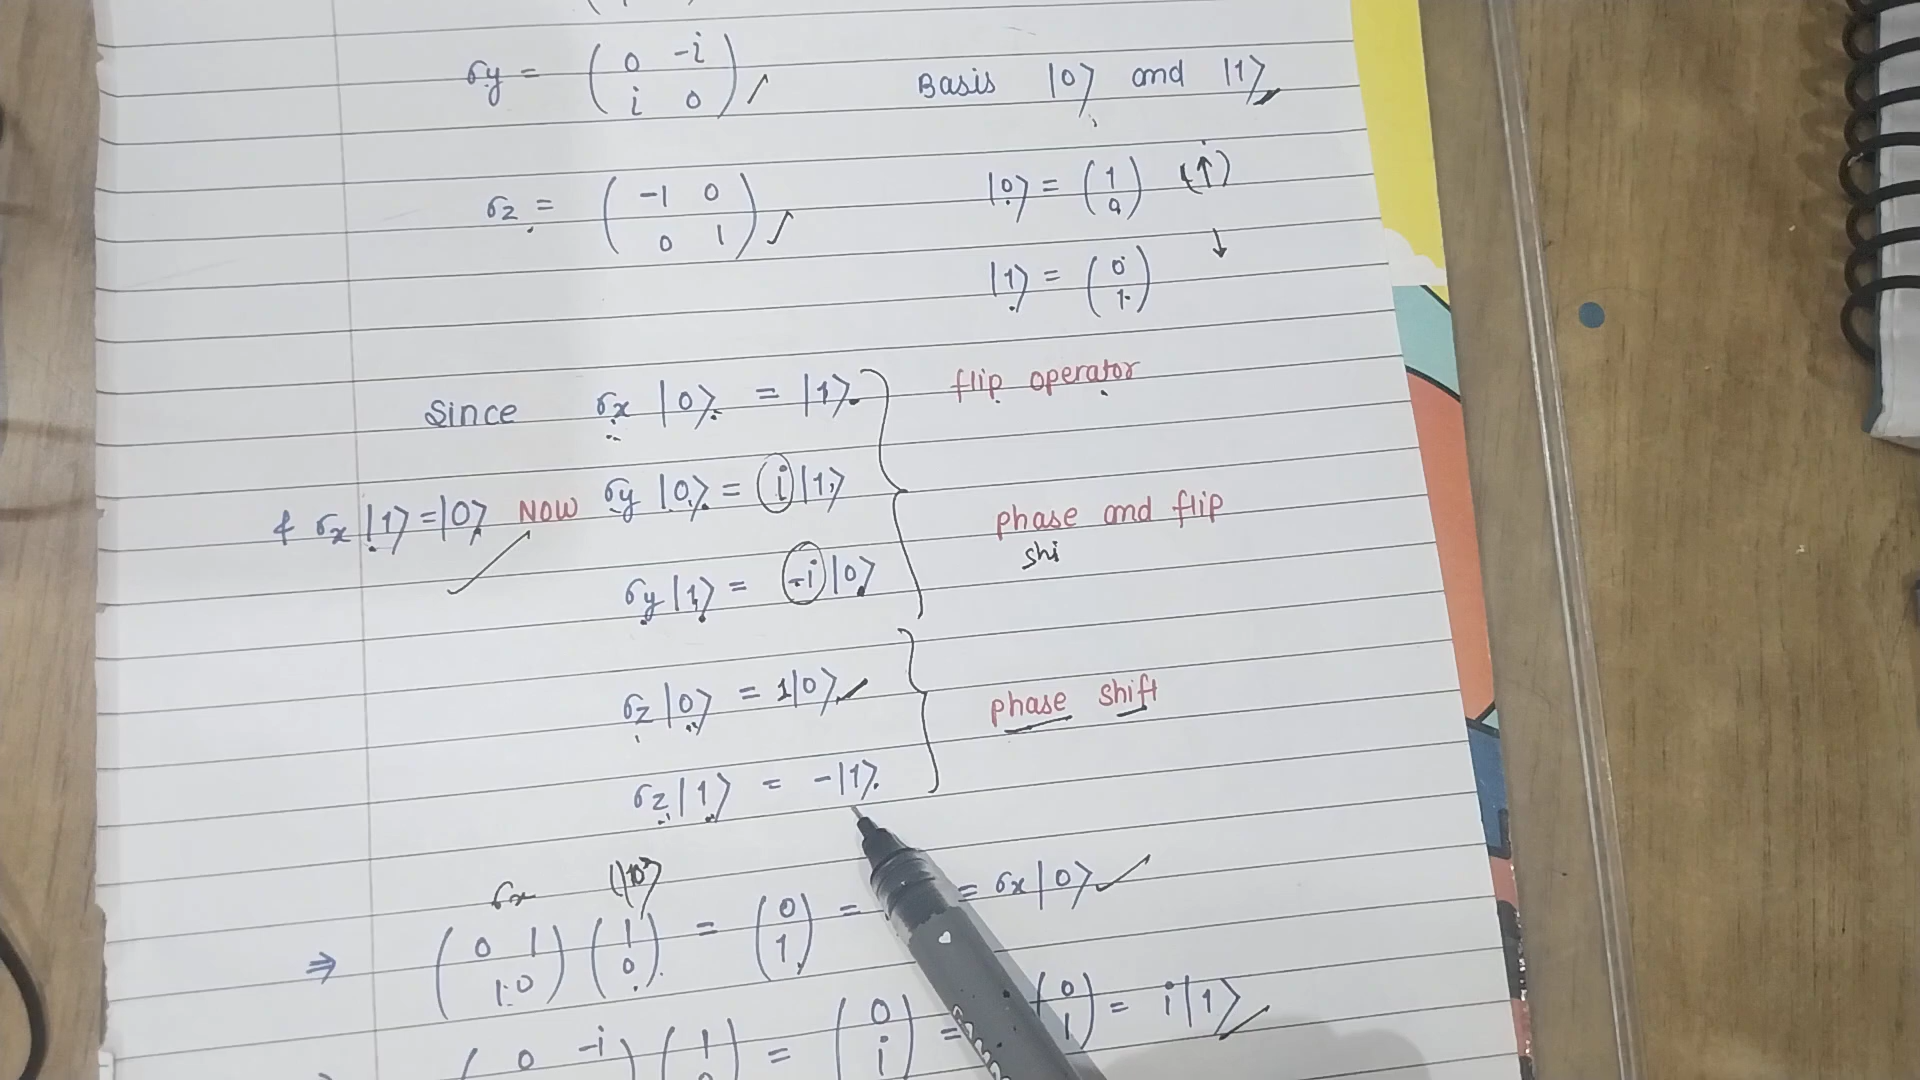 σy = ( 0 -i
i 0 )
Basis |0⟩ and |1⟩
σz = ( -1 0
0 1 )
|0⟩ = ( 1
0 ) (↑)
|1⟩ = ( 0
1 ) ↓
Since σx |0⟩ = |1⟩ flip operator
& σx |1⟩ = |0⟩ Now σy |0⟩ = i |1⟩
phase and flip
shi
σy |1⟩ = -i |0⟩
σz |0⟩ = 1|0⟩
phase shift
σz |1⟩ = -|1⟩
σx
⇒ ( 0 1
1 0 ) ( 1
0 ) = ( 0
1 ) = = σx |0⟩
( 0 -i ) ( 1 = ( 0
i ) = ( 0
1 ) = i |1⟩